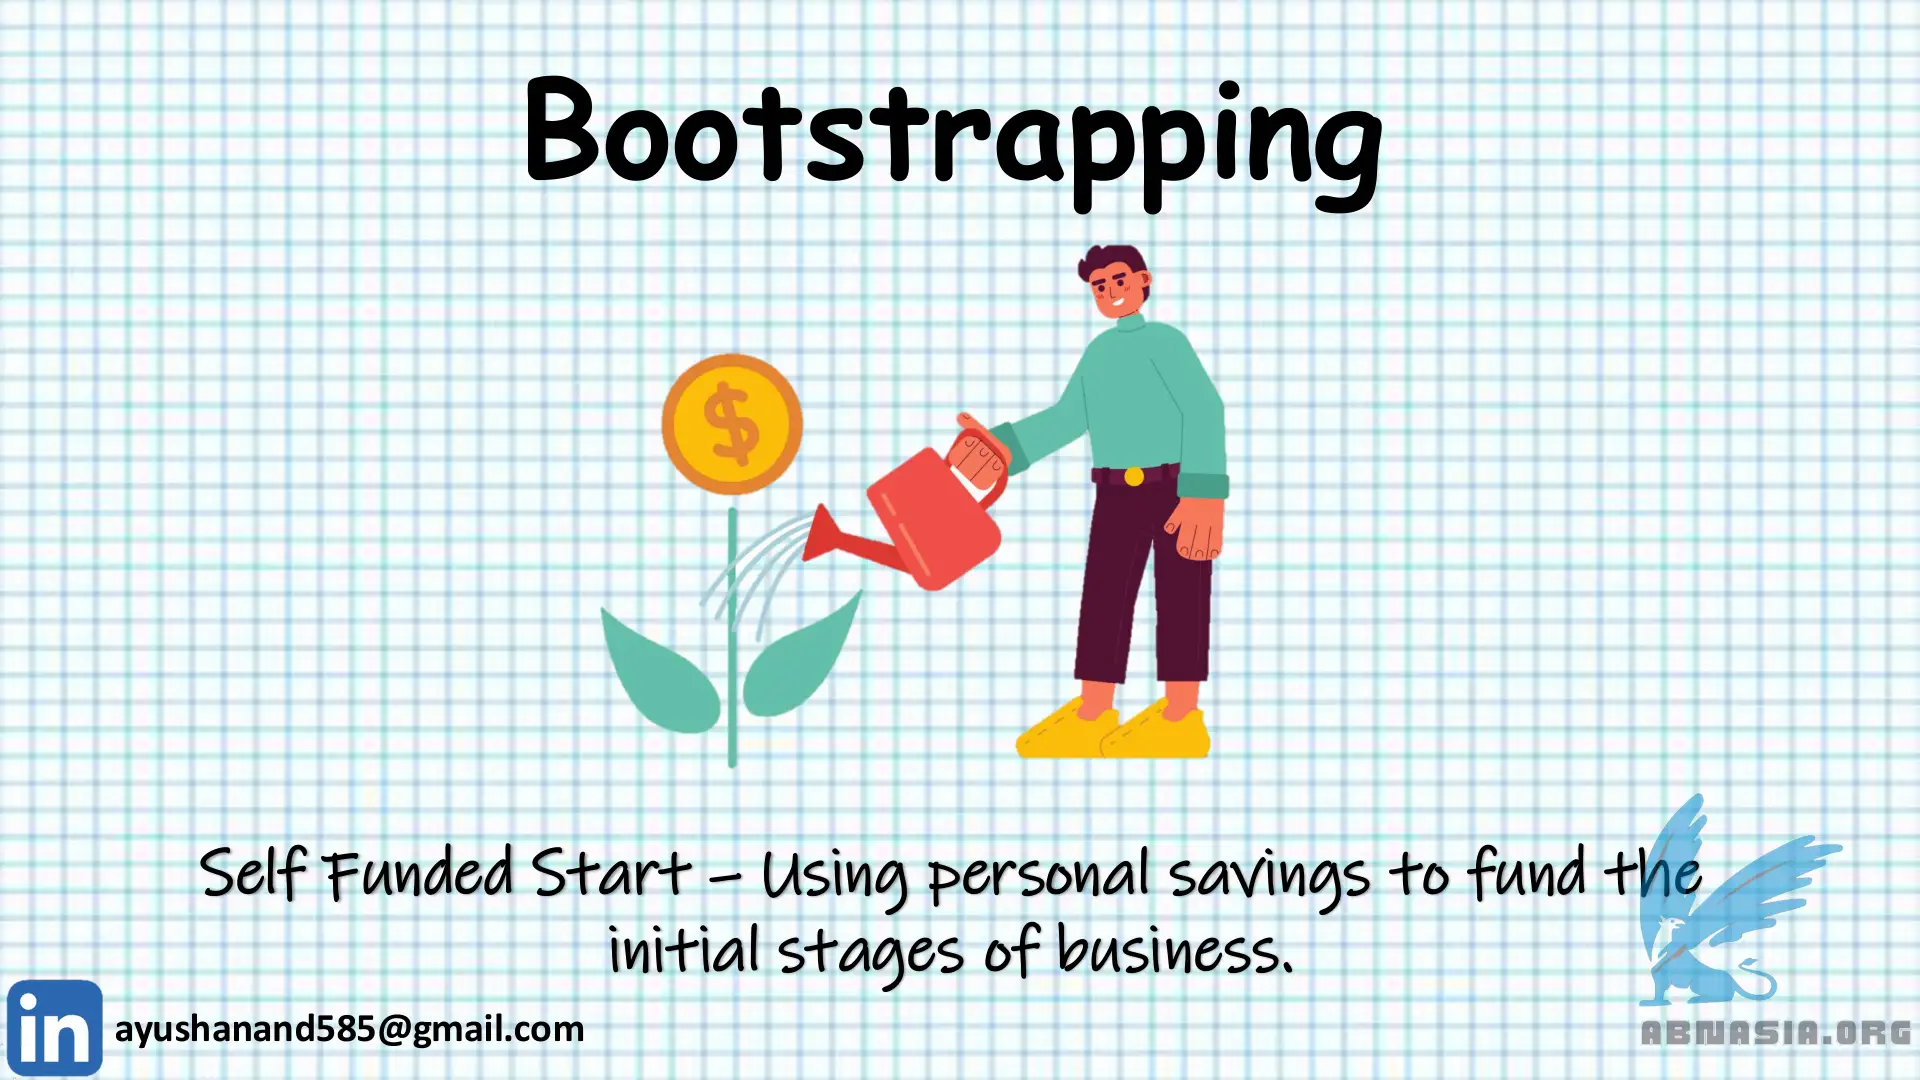 Bootstrapping
$
Self Funded Start – Using personal savings to fund the
initial stages of business.
in ayushanand585@gmail.com
ABNASIA.ORG